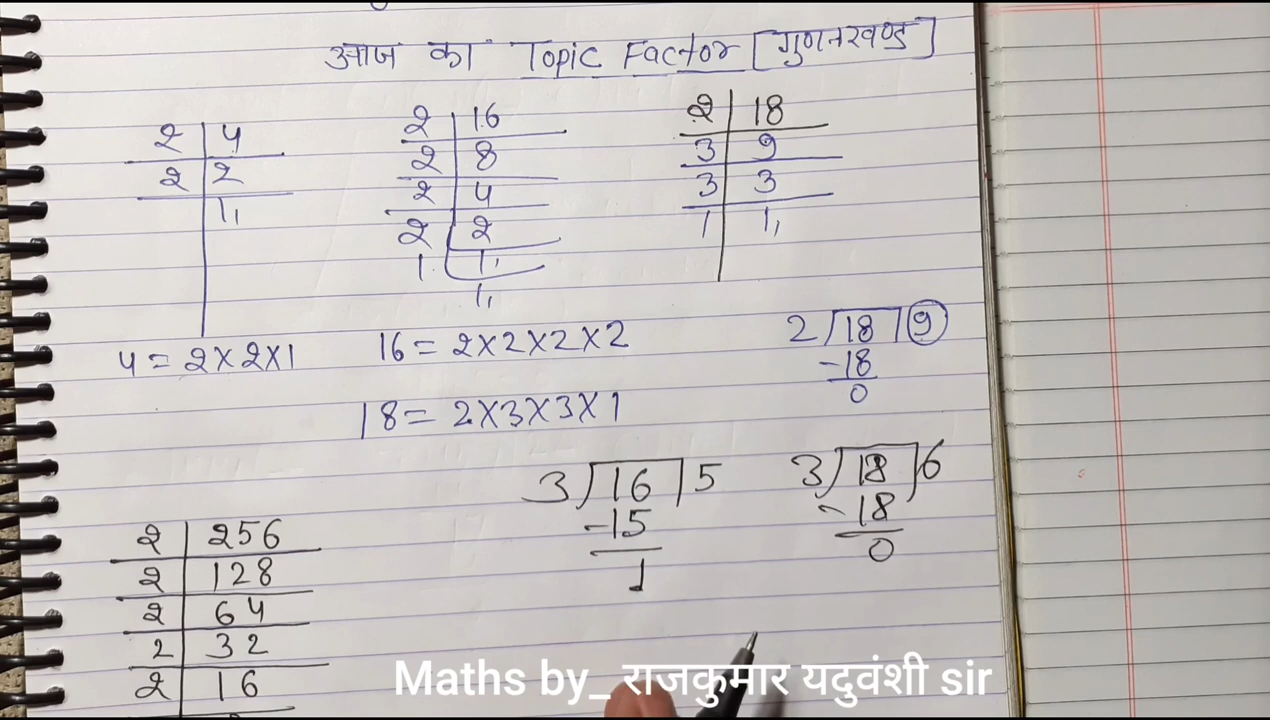 आज का Topic Factor [गुणनखण्ड]
2 | 4
2 | 2
1,
2 | 16
2 | 8
2 | 4
2 | 2
1 | 1,
1,
2 | 18
3 | 9
3 | 3
1 | 1,
4 = 2×2×1
16 = 2×2×2×2
18 = 2×3×3×1
2 ) 18 ( 9
-18
0
3 ) 16 ( 5
-15
1
3 ) 18 ( 6
-18
0
2 | 256
2 | 128
2 | 64
2 | 32
2 | 16
Maths by_ राजकुमार यदुवंशी sir